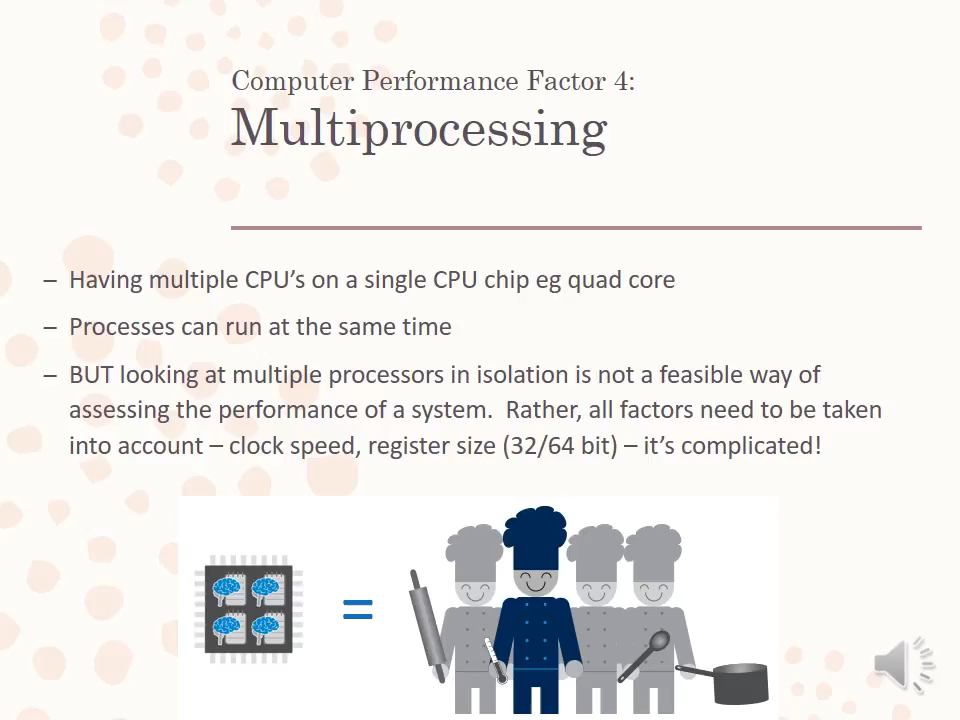 Computer Performance Factor 4:
Multiprocessing
– Having multiple CPU’s on a single CPU chip eg quad core
– Processes can run at the same time
– BUT looking at multiple processors in isolation is not a feasible way of
assessing the performance of a system. Rather, all factors need to be taken
into account – clock speed, register size (32/64 bit) – it’s complicated!
=